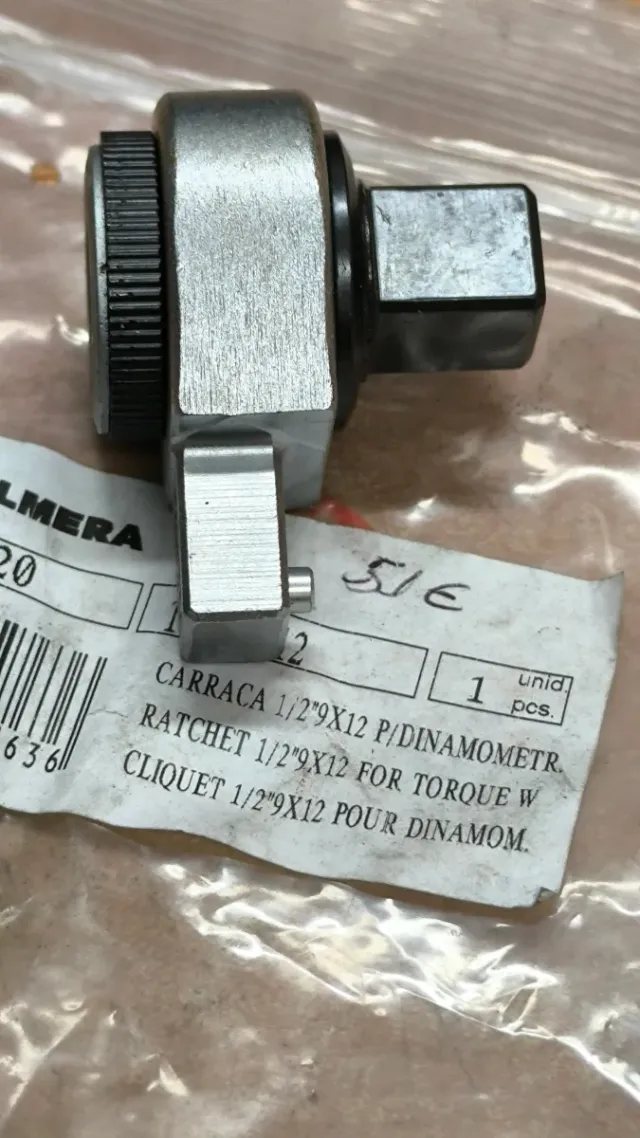 LMERA
20
51€
1
12
1 unid. pcs.
CARRACA 1/2"9X12 P/DINAMOMETR.
RATCHET 1/2"9X12 FOR TORQUE W
CLIQUET 1/2"9X12 POUR DINAMOM.
636